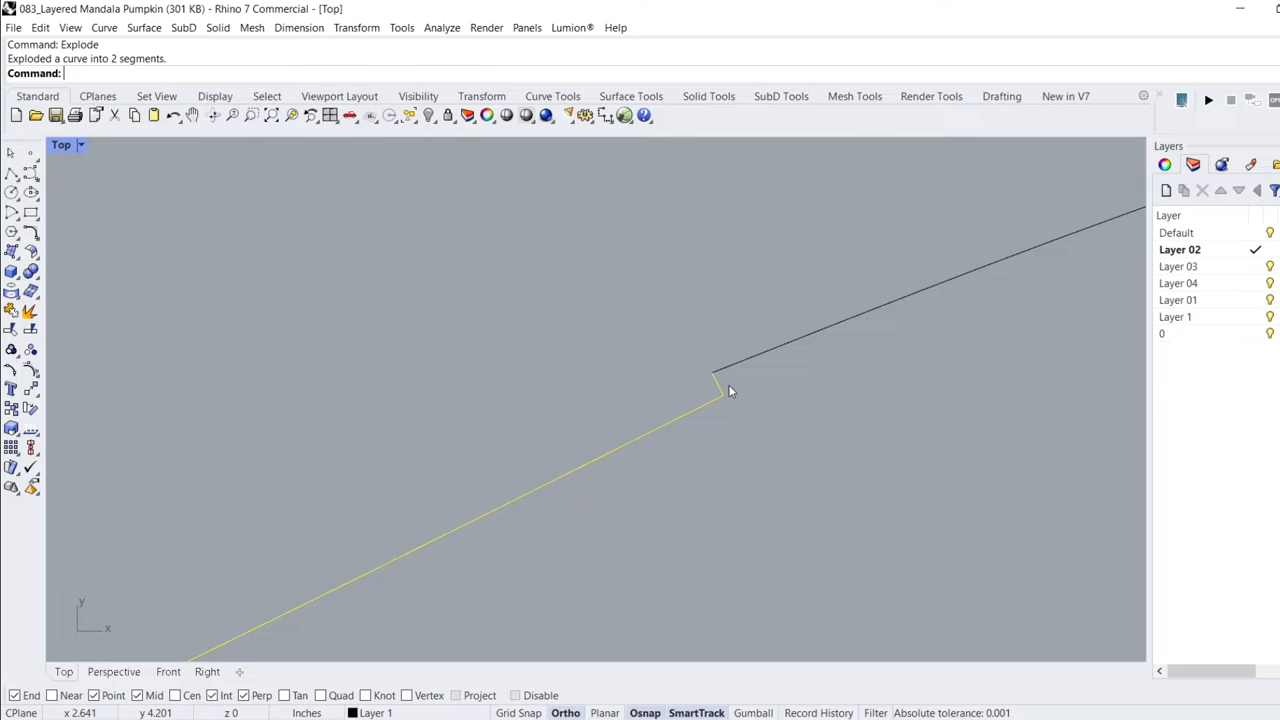 083_Layered Mandala Pumpkin (301 KB) - Rhino 7 Commercial - [Top]
File Edit View Curve Surface SubD Solid Mesh Dimension Transform Tools Analyze Render Panels Lumion® Help
Command: Explode
Exploded a curve into 2 segments.
Command:
Standard CPlanes Set View Display Select Viewport Layout Visibility Transform Curve Tools Surface Tools Solid Tools SubD Tools Mesh Tools Render Tools Drafting New in V7
Top
Layers
Layer
Default
Layer 02
Layer 03
Layer 04
Layer 01
Layer 1
0
y
x
Top Perspective Front Right
End Near Point Mid Cen Int Perp Tan Quad Knot Vertex Project Disable
CPlane x 2.641 y 4.201 z 0 Inches Layer 1 Grid Snap Ortho Planar Osnap SmartTrack Gumball Record History Filter Absolute tolerance: 0.001